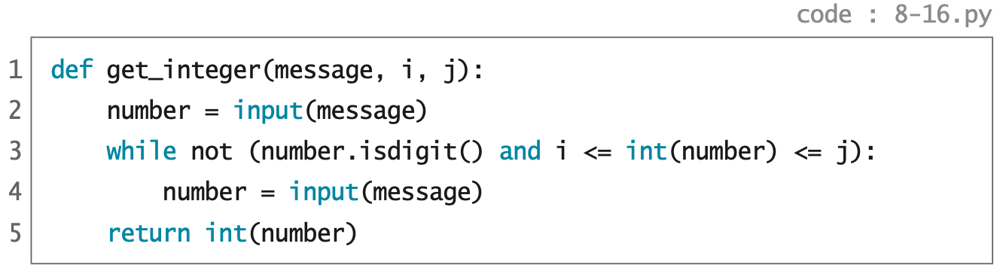 code : 8-16.py
1 def get_integer(message, i, j):
2     number = input(message)
3     while not (number.isdigit() and i <= int(number) <= j):
4         number = input(message)
5     return int(number)